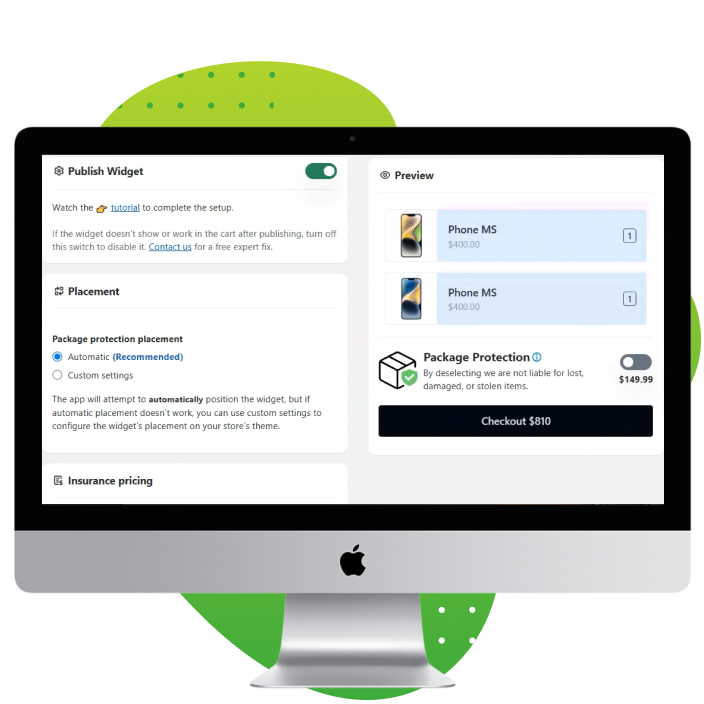 Publish Widget
Watch the 👉 tutorial to complete the setup.
If the widget doesn't show or work in the cart after publishing, turn off
this switch to disable it. Contact us for a free expert fix.
Placement
Package protection placement
Automatic (Recommended)
Custom settings
The app will attempt to automatically position the widget, but if
automatic placement doesn't work, you can use custom settings to
configure the widget's placement on your store's theme.
Insurance pricing
Preview
Phone MS
$400.00
1
Phone MS
$400.00
1
Package Protection
By deselecting we are not liable for lost,
damaged, or stolen items.
$149.99
Checkout $810